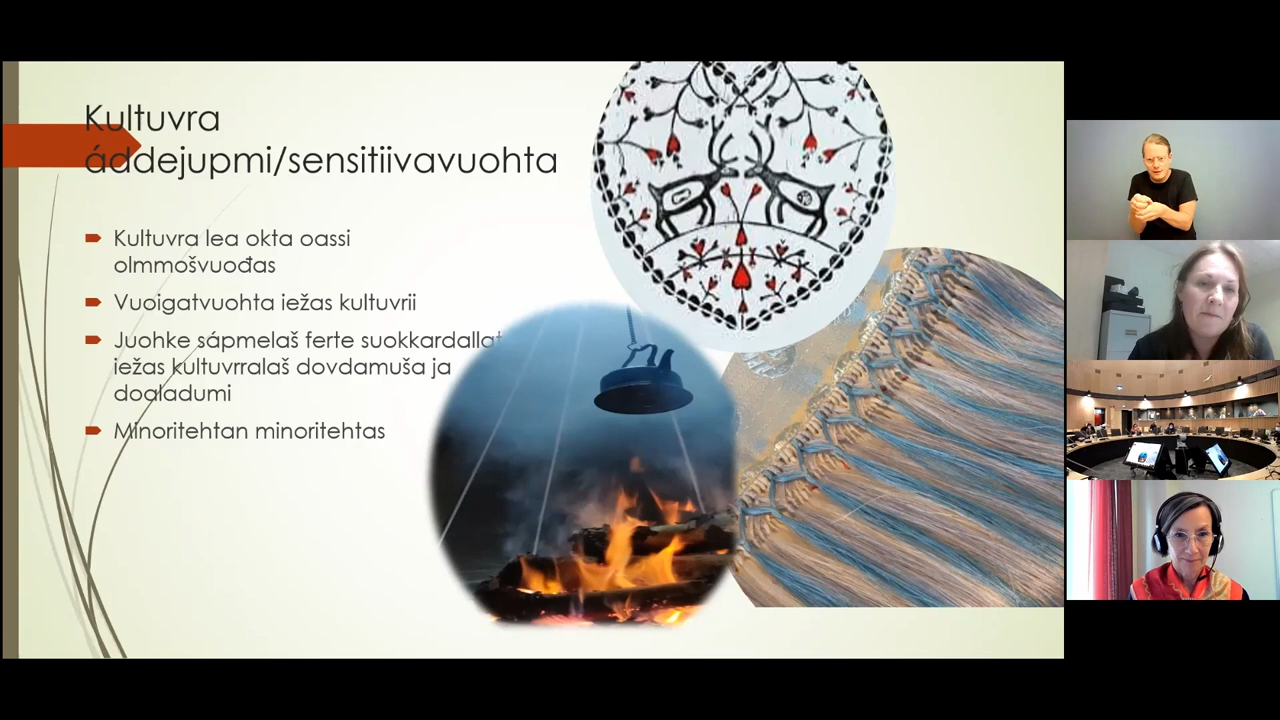 Kultuvra
áddejupmi/sensitiivavuohta
Kultuvra lea okta oassi
olmmošvuođas
Vuoigatvuohta iežas kultuvrii
Juohke sápmelaš ferte suokkardallat
iežas kultuvrralaš dovdamuša ja
doaladumi
Minoritehtan minoritehtas